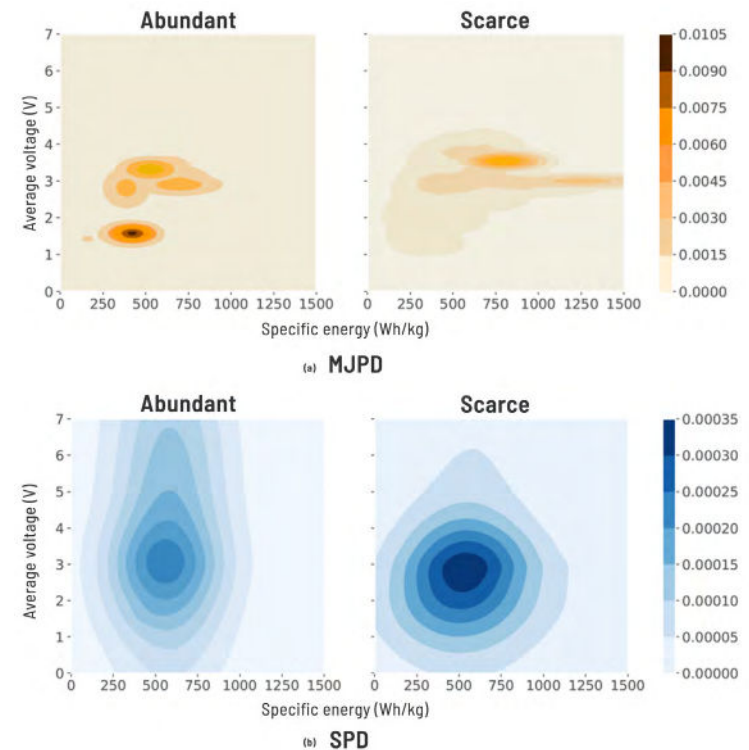 Abundant
Scarce
Average voltage (V)
7
6
5
4
3
2
1
0
0 250 500 750 1000 1250 1500
0 250 500 750 1000 1250 1500
0.0105
0.0090
0.0075
0.0060
0.0045
0.0030
0.0015
0.0000
Specific energy (Wh/kg)
(a) MJPD
Abundant
Scarce
Average voltage (V)
7
6
5
4
3
2
1
0
0 250 500 750 1000 1250 1500
0 250 500 750 1000 1250 1500
0.00035
0.00030
0.00025
0.00020
0.00015
0.00010
0.00005
0.00000
Specific energy (Wh/kg)
(b) SPD